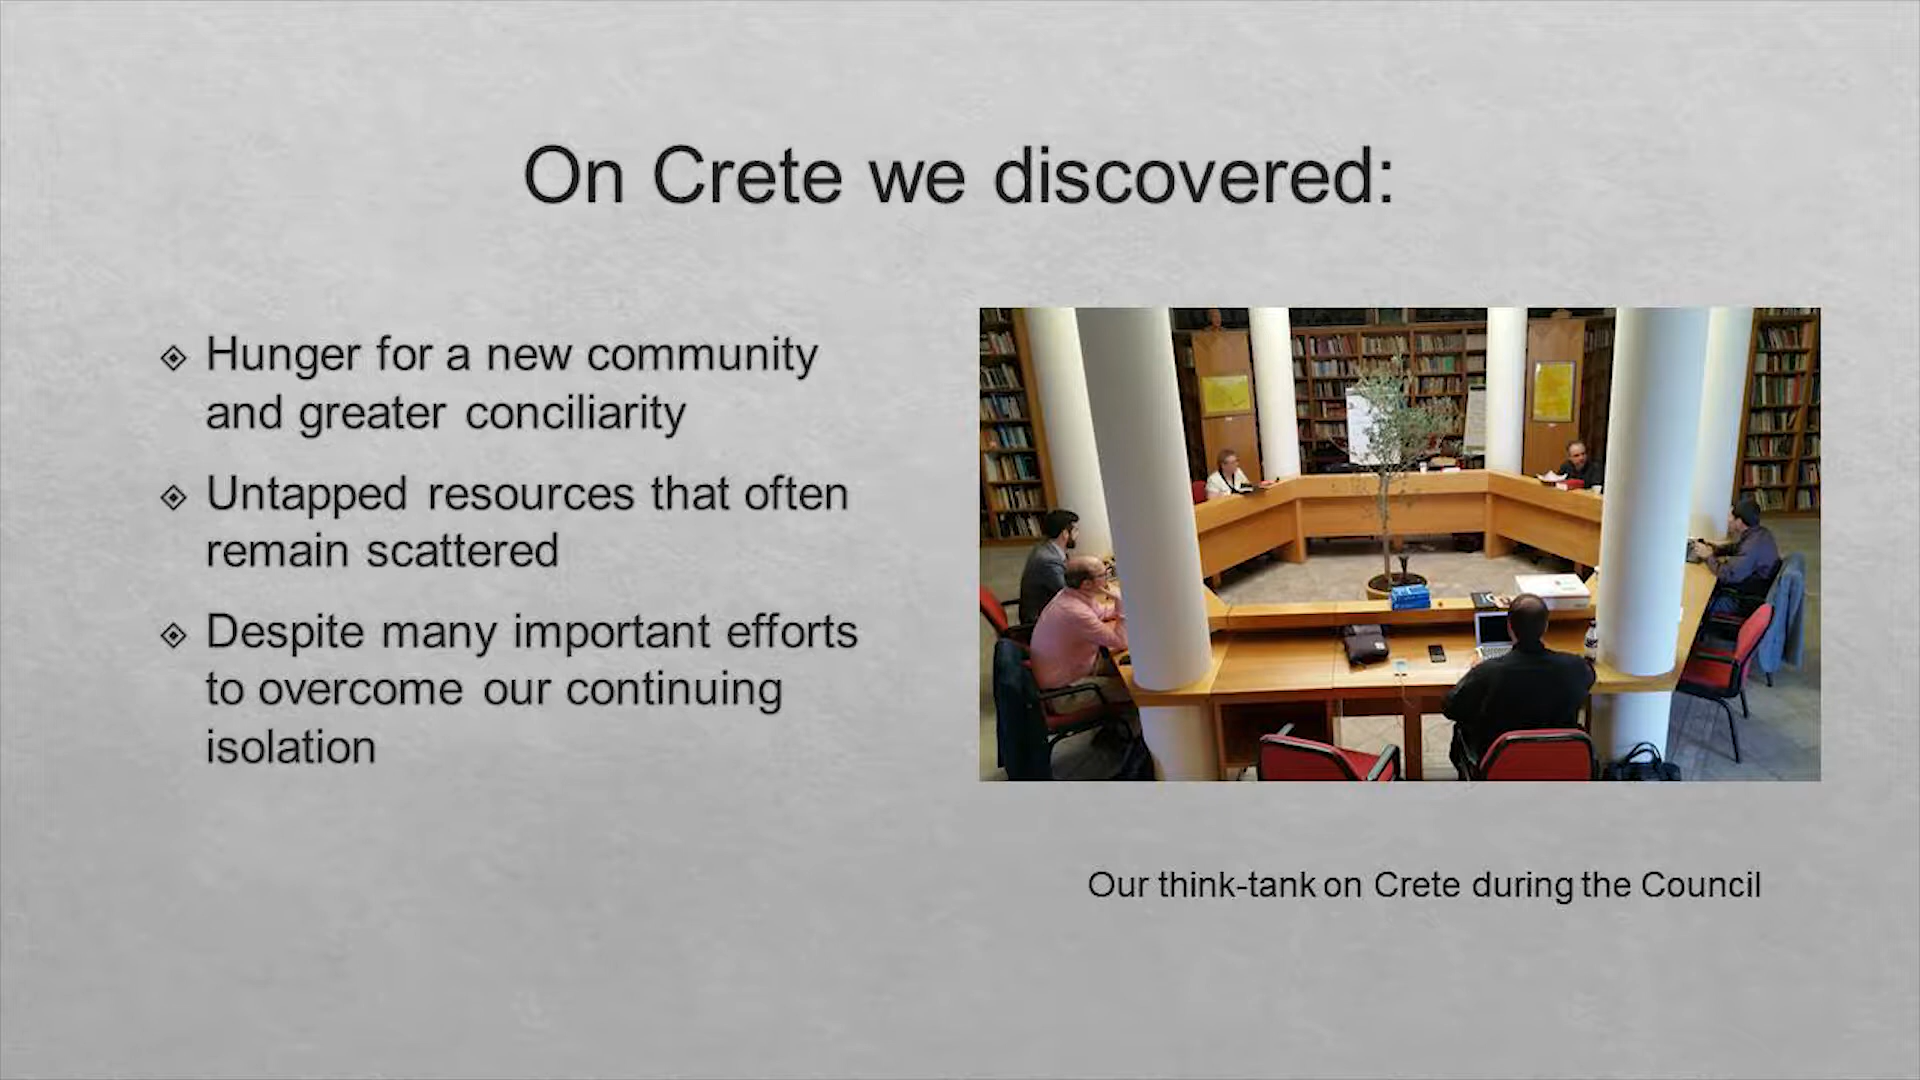 On Crete we discovered:
Hunger for a new community
and greater conciliarity
Untapped resources that often
remain scattered
Despite many important efforts
to overcome our continuing
isolation
Our think-tank on Crete during the Council